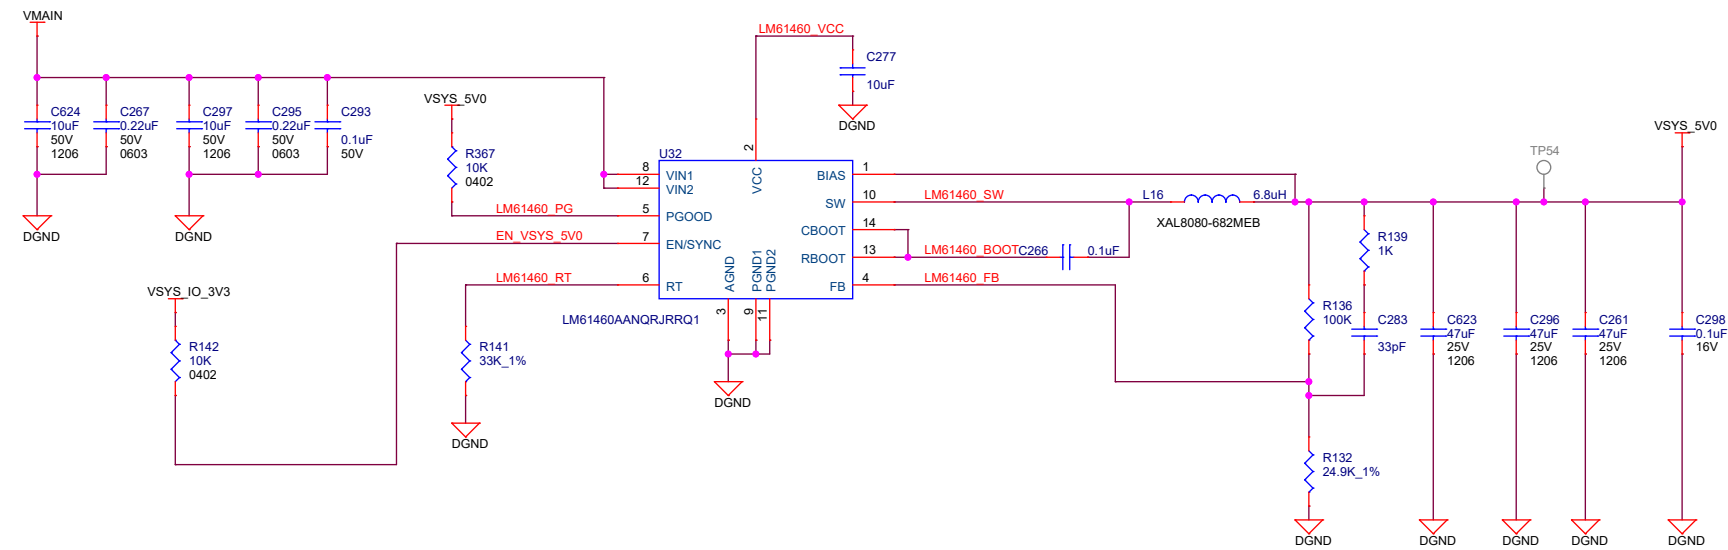 VMAIN
C624
10uF
50V
1206
C267
0.22uF
50V
0603
C297
10uF
50V
1206
C295
0.22uF
50V
0603
C293
0.1uF
50V
DGND
DGND
LM61460_VCC
C277
10uF
DGND
VSYS_5V0
R367
10K
0402
LM61460_PG
EN_VSYS_5V0
LM61460_RT
VSYS_IO_3V3
R142
10K
0402
R141
33K_1%
DGND
U32
8 VIN1
12 VIN2
5 PGOOD
7 EN/SYNC
6 RT
2 VCC
BIAS 1
SW 10
CBOOT 14
RBOOT 13
FB 4
AGND 3
PGND1 9
PGND2 11
LM61460AANQRJRRQ1
DGND
LM61460_SW
LM61460_BOOT
C266 0.1uF
LM61460_FB
L16 6.8uH
XAL8080-682MEB
R139
1K
R136
100K
C283
33pF
R132
24.9K_1%
DGND
C623
47uF
25V
1206
DGND
C296
47uF
25V
1206
DGND
C261
47uF
25V
1206
DGND
TP54
VSYS_5V0
C298
0.1uF
16V
DGND